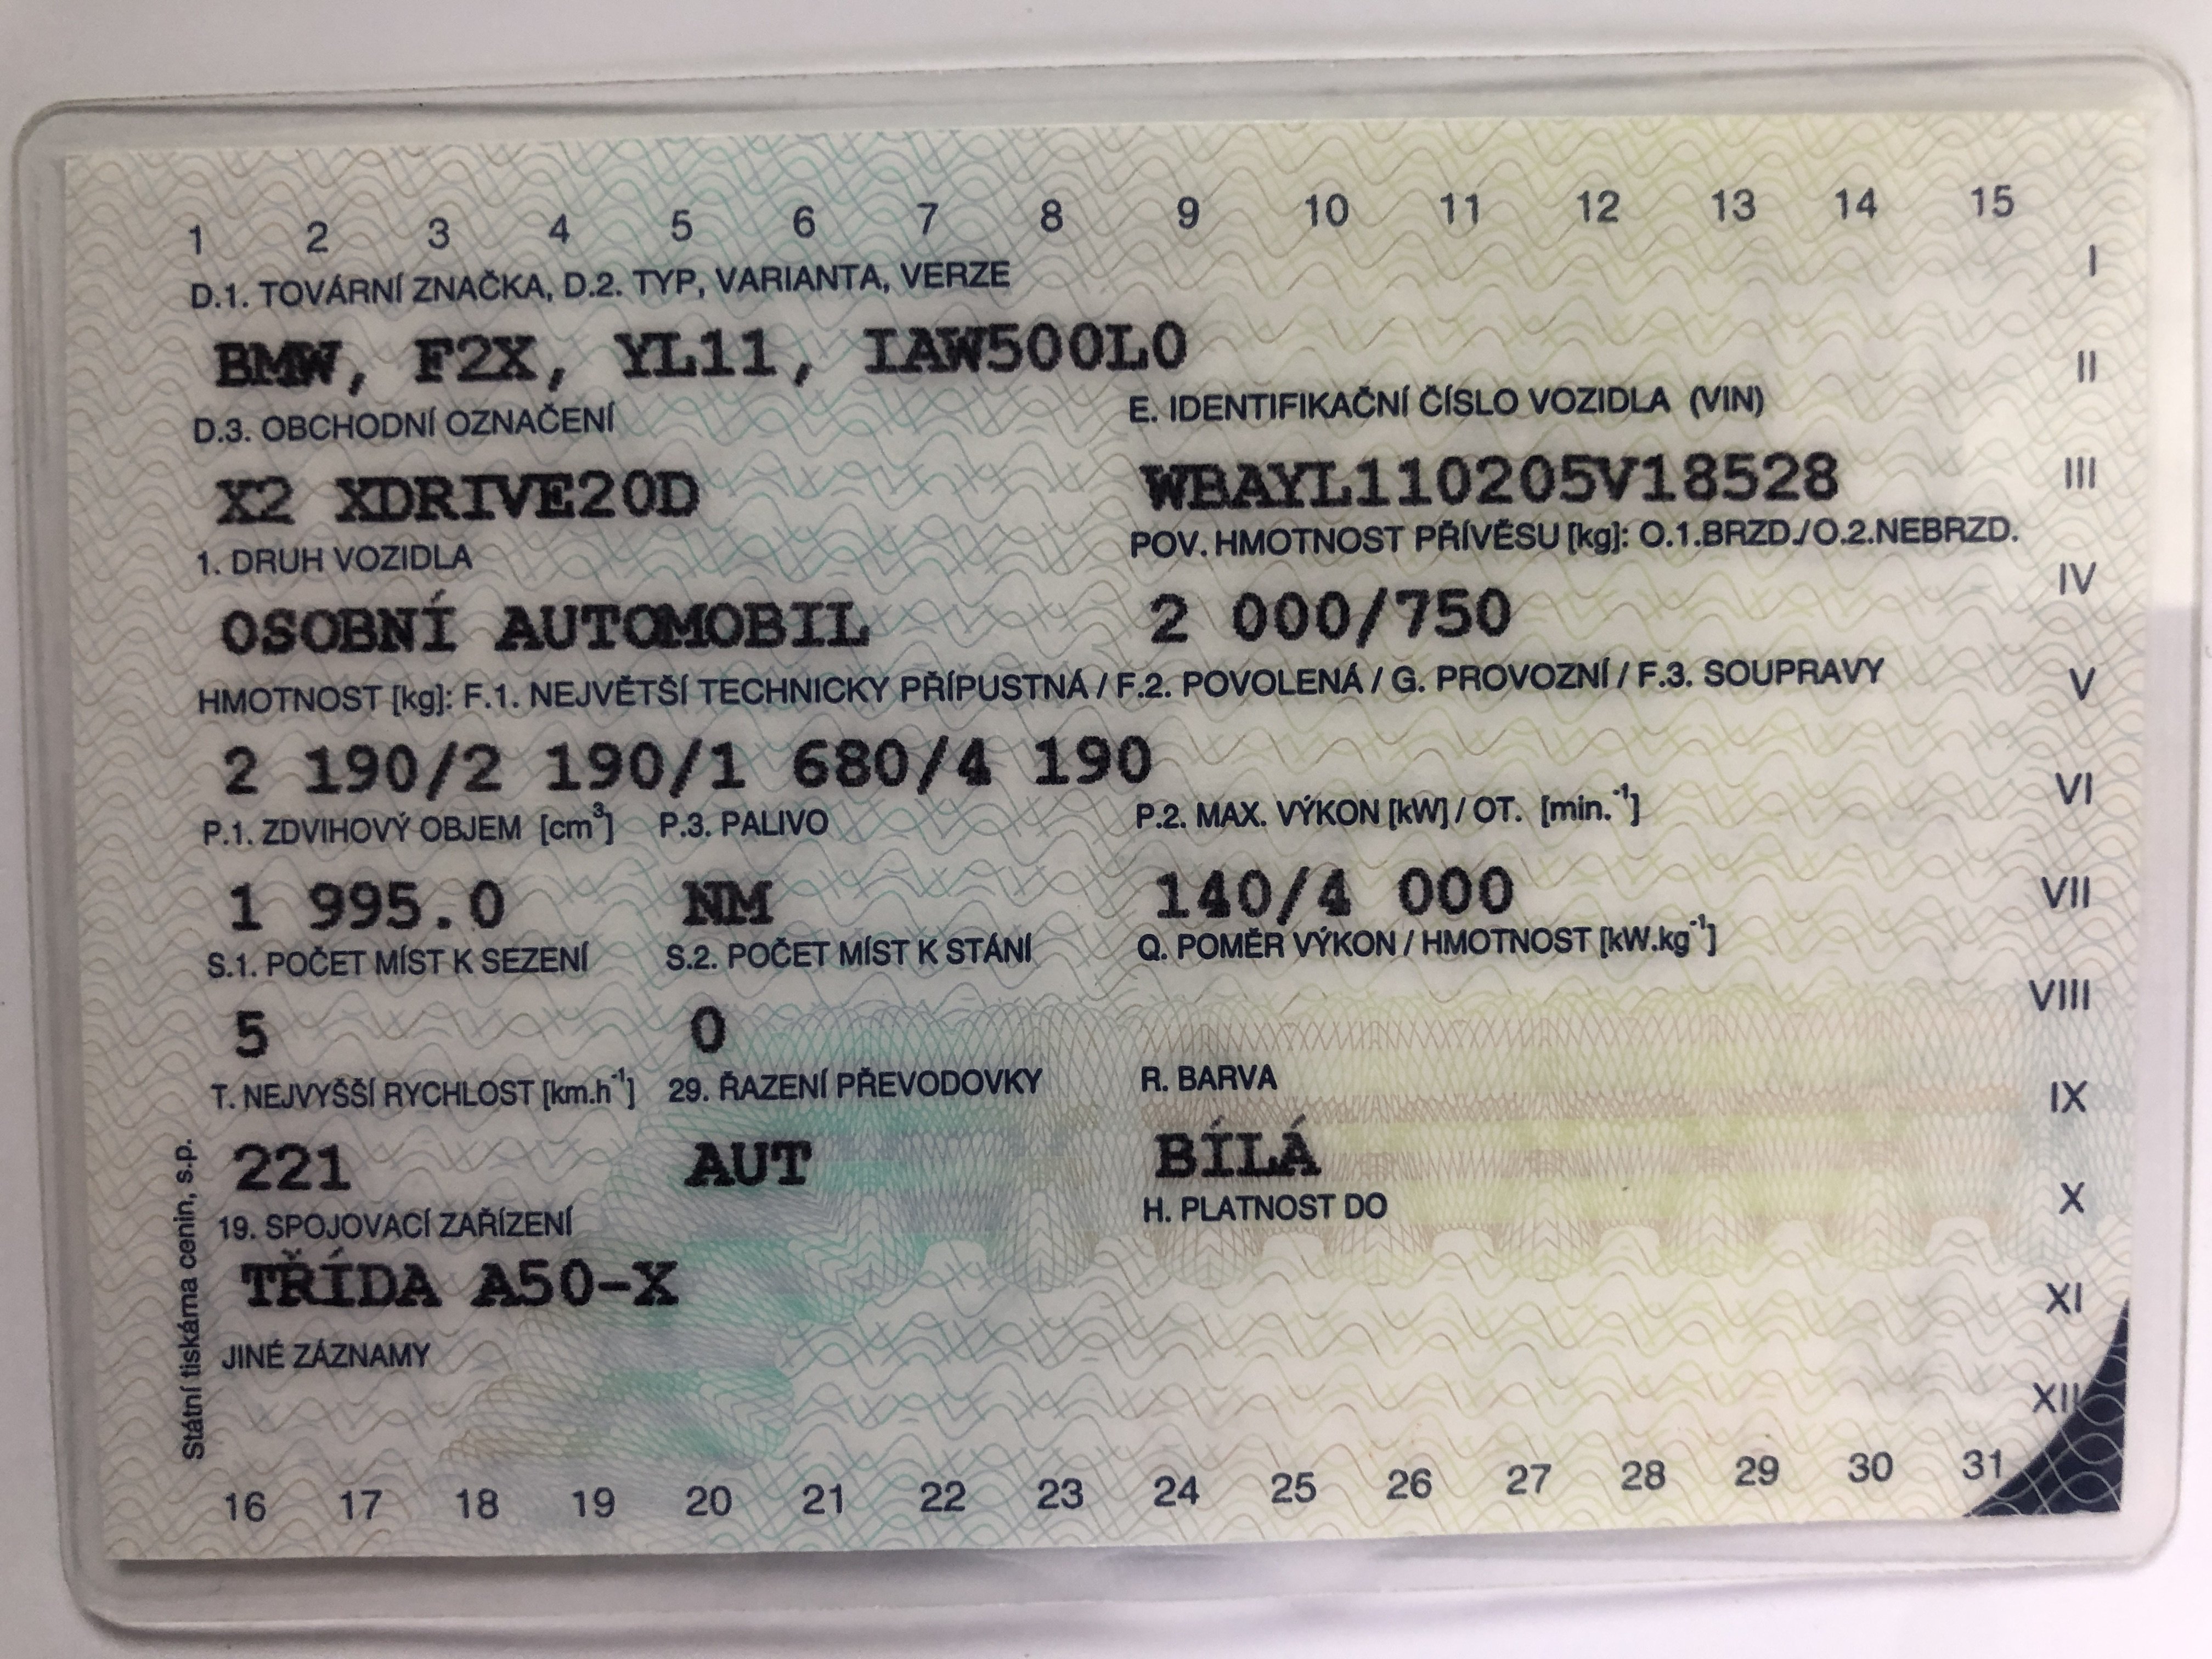 1 2 3 4 5 6 7 8 9 10 11 12 13 14 15
I
D.1. TOVÁRNÍ ZNAČKA, D.2. TYP, VARIANTA, VERZE
BMW, F2X, YL11, IAW500L0
II
D.3. OBCHODNÍ OZNAČENÍ
E. IDENTIFIKAČNÍ ČÍSLO VOZIDLA (VIN)
X2 XDRIVE20D
WBAYL110205V18528
III
1. DRUH VOZIDLA
POV. HMOTNOST PŘÍVĚSU [kg]: O.1.BRZD./O.2.NEBRZD.
OSOBNÍ AUTOMOBIL
2 000/750
IV
HMOTNOST [kg]: F.1. NEJVĚTŠÍ TECHNICKY PŘÍPUSTNÁ / F.2. POVOLENÁ / G. PROVOZNÍ / F.3. SOUPRAVY
V
2 190/2 190/1 680/4 190
VI
P.1. ZDVIHOVÝ OBJEM [cm³]
P.3. PALIVO
P.2. MAX. VÝKON [kW] / OT. [min.⁻¹]
1 995.0
NM
140/4 000
VII
S.1. POČET MÍST K SEZENÍ
S.2. POČET MÍST K STÁNÍ
Q. POMĚR VÝKON / HMOTNOST [kW.kg⁻¹]
5
0
VIII
T. NEJVYŠŠÍ RYCHLOST [km.h⁻¹]
29. ŘAZENÍ PŘEVODOVKY
R. BARVA
IX
221
AUT
BÍLÁ
19. SPOJOVACÍ ZAŘÍZENÍ
H. PLATNOST DO
X
TŘÍDA A50-X
XI
JINÉ ZÁZNAMY
XII
Státní tiskárna cenin, s.p.
16 17 18 19 20 21 22 23 24 25 26 27 28 29 30 31